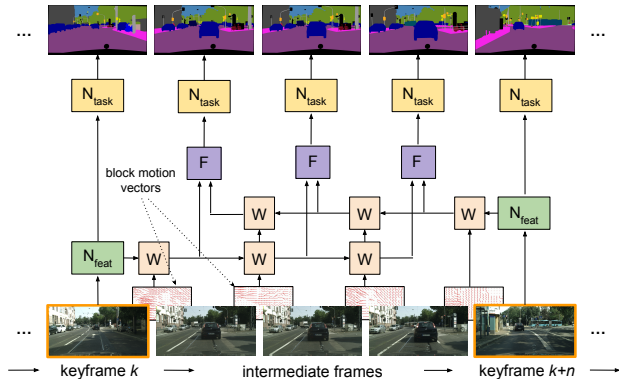 ... ...
N_task N_task N_task N_task N_task
F F F
block motion
vectors
W W W N_feat
N_feat W W W
... ...
keyframe k intermediate frames keyframe k+n